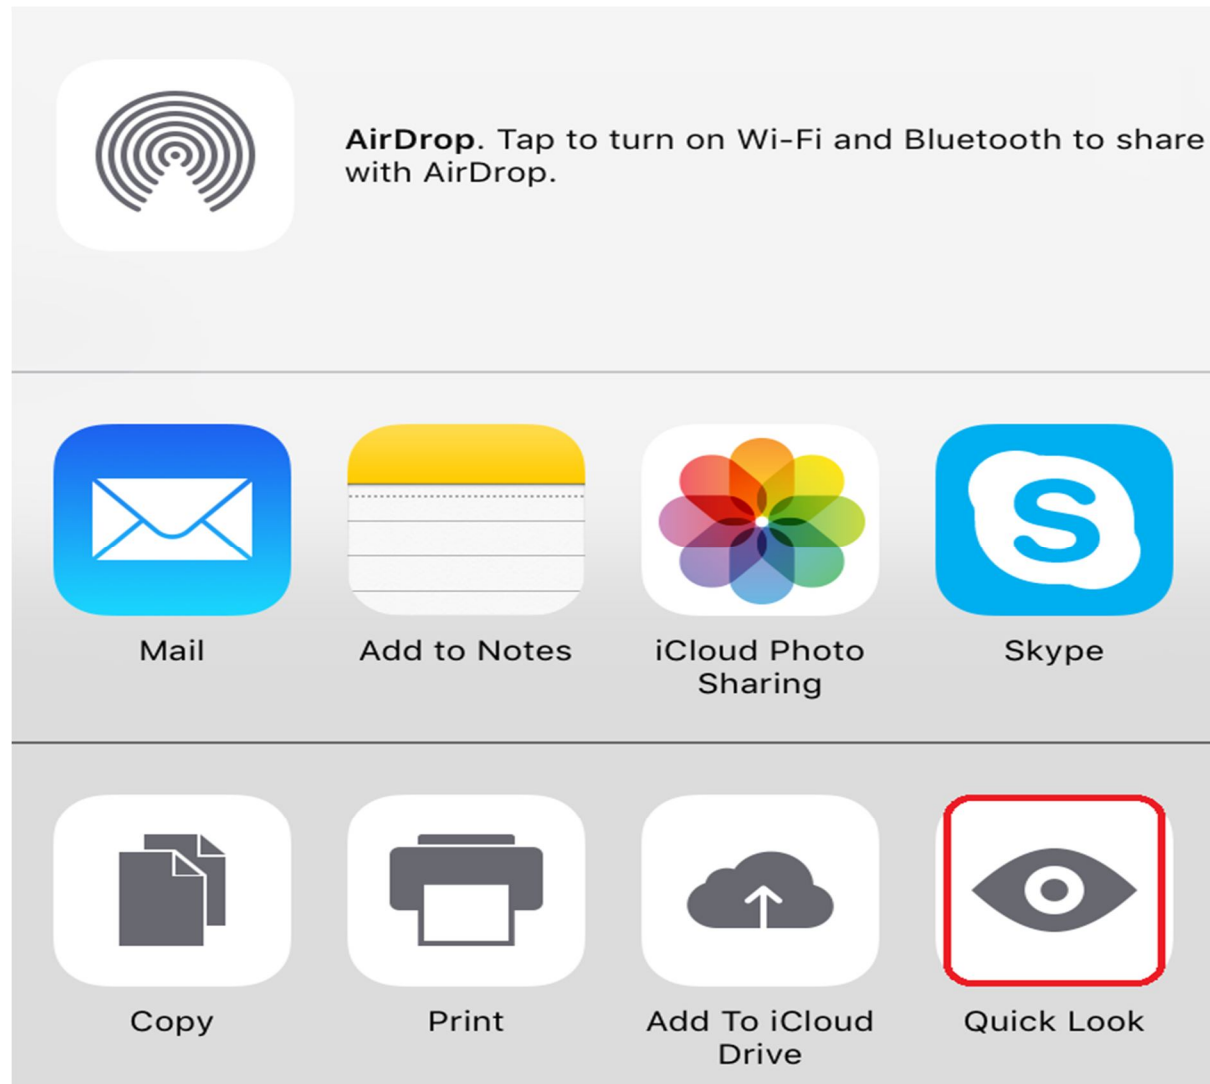 AirDrop. Tap to turn on Wi-Fi and Bluetooth to share
with AirDrop.
Mail
Add to Notes
iCloud Photo
Sharing
Skype
Copy
Print
Add To iCloud
Drive
Quick Look